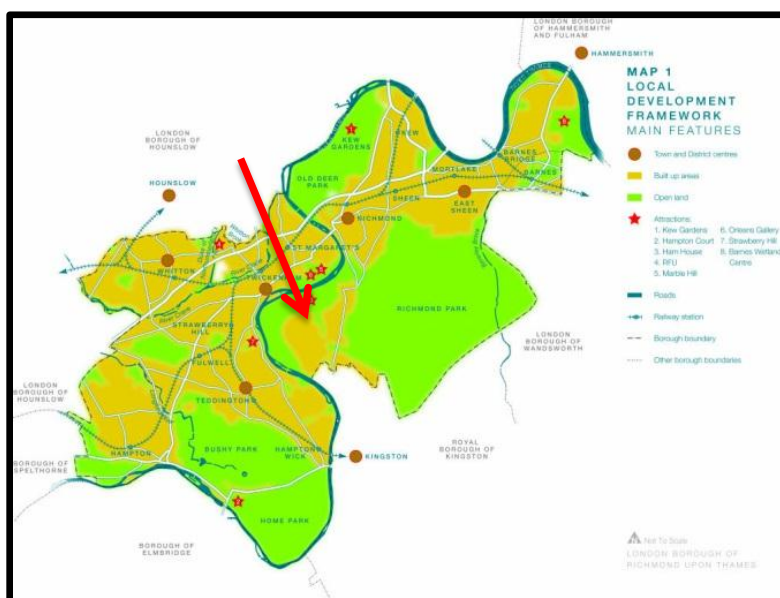 LONDON BOROUGH
OF HAMMERSMITH
AND FULHAM
HAMMERSMITH
MAP 1
LOCAL
DEVELOPMENT
FRAMEWORK
MAIN FEATURES
Town and District centres
Built up areas
Open land
Attractions:
1. Kew Gardens
2. Hampton Court
3. Ham House
4. RFU
5. Marble Hill
6. Orleans Gallery
7. Strawberry Hill
8. Barnes Wetland
Centre
Roads
Railway station
Borough boundary
Other borough boundaries
Not To Scale
LONDON BOROUGH OF
RICHMOND UPON THAMES
LONDON
BOROUGH OF
HOUNSLOW
HOUNSLOW
KEW
GARDENS
KEW
OLD DEER
PARK
BARNES
BRIDGE
BARNES
MORTLAKE
SHEEN
EAST
SHEEN
RICHMOND
ST MARGARET'S
WHITTON
River Crane
TWICKENHAM
River Crane
STRAWBERRY
HILL
RICHMOND PARK
LONDON
BOROUGH OF
WANDSWORTH
FULWELL
LONDON
BOROUGH OF
HOUNSLOW
TEDDINGTON
BUSHY PARK
HAMPTON
WICK
KINGSTON
ROYAL
BOROUGH OF
KINGSTON
HAMPTON
BOROUGH OF
SPELTHORNE
HOME PARK
BOROUGH OF
ELMBRIDGE